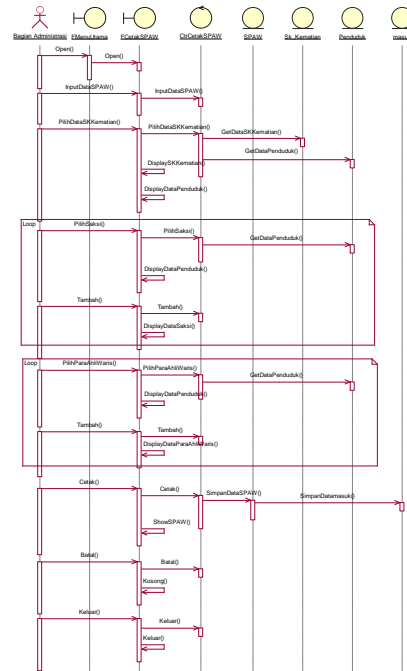 Bagian Administrasi
FMenuUtama
FCetakSPAW
CtrCetakSPAW
SPAW
Sk_Kematian
Penduduk
Open()
Open()
InputDataSPAW()
InputDataSPAW()
PilihDataSKKematian()
PilihDataSKKematian()
GetDataSKKematian()
GetDataPenduduk()
DisplaySKKematian()
DisplayDataPenduduk()
Loop
PilihSaksi()
PilihSaksi()
GetDataPenduduk()
DisplayDataPenduduk()
Tambah()
Tambah()
DisplayDataSaksi()
Loop
PilihParaAhliWaris()
PilihParaAhliWaris()
GetDataPenduduk()
DisplayDataPenduduk()
Tambah()
Tambah()
DisplayDataParaAhliWaris()
Cetak()
Cetak()
SimpanDataSPAW()
SimpanDatamasuk()
ShowSPAW()
Batal()
Batal()
Kosong()
Keluar()
Keluar()
Keluar()